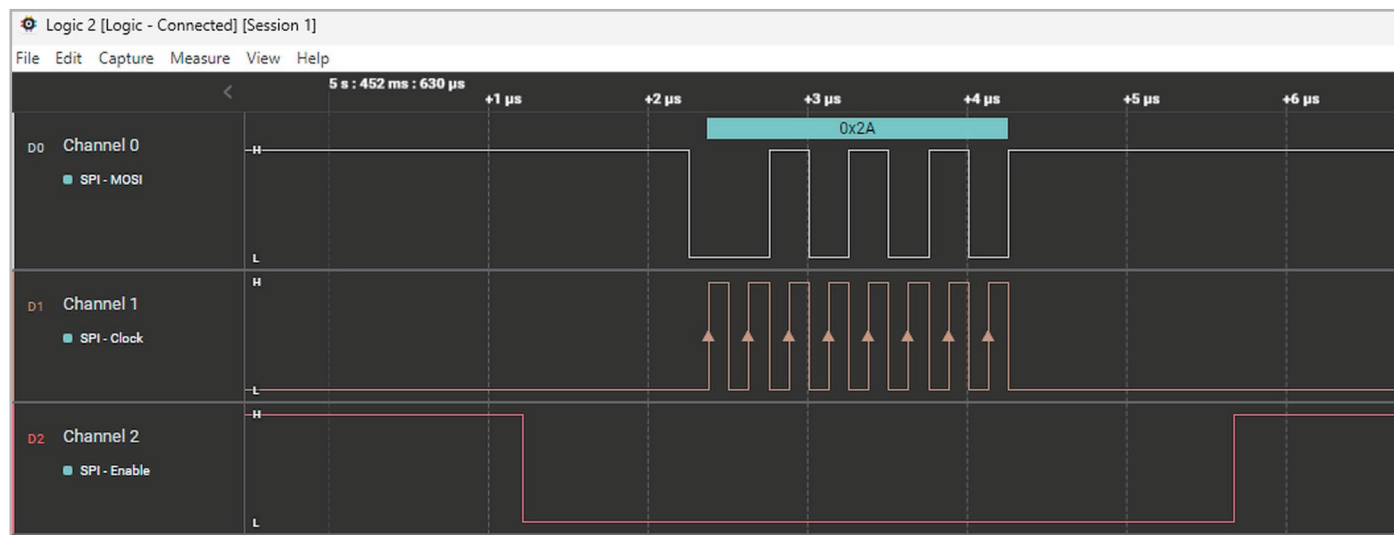 Logic 2 [Logic - Connected] [Session 1]
File Edit Capture Measure View Help
5 s : 452 ms : 630 µs
+1 µs +2 µs +3 µs +4 µs +5 µs +6 µs
0x2A
D0 Channel 0
H
SPI - MOSI
L
H
D1 Channel 1
SPI - Clock
L
H
D2 Channel 2
SPI - Enable
L